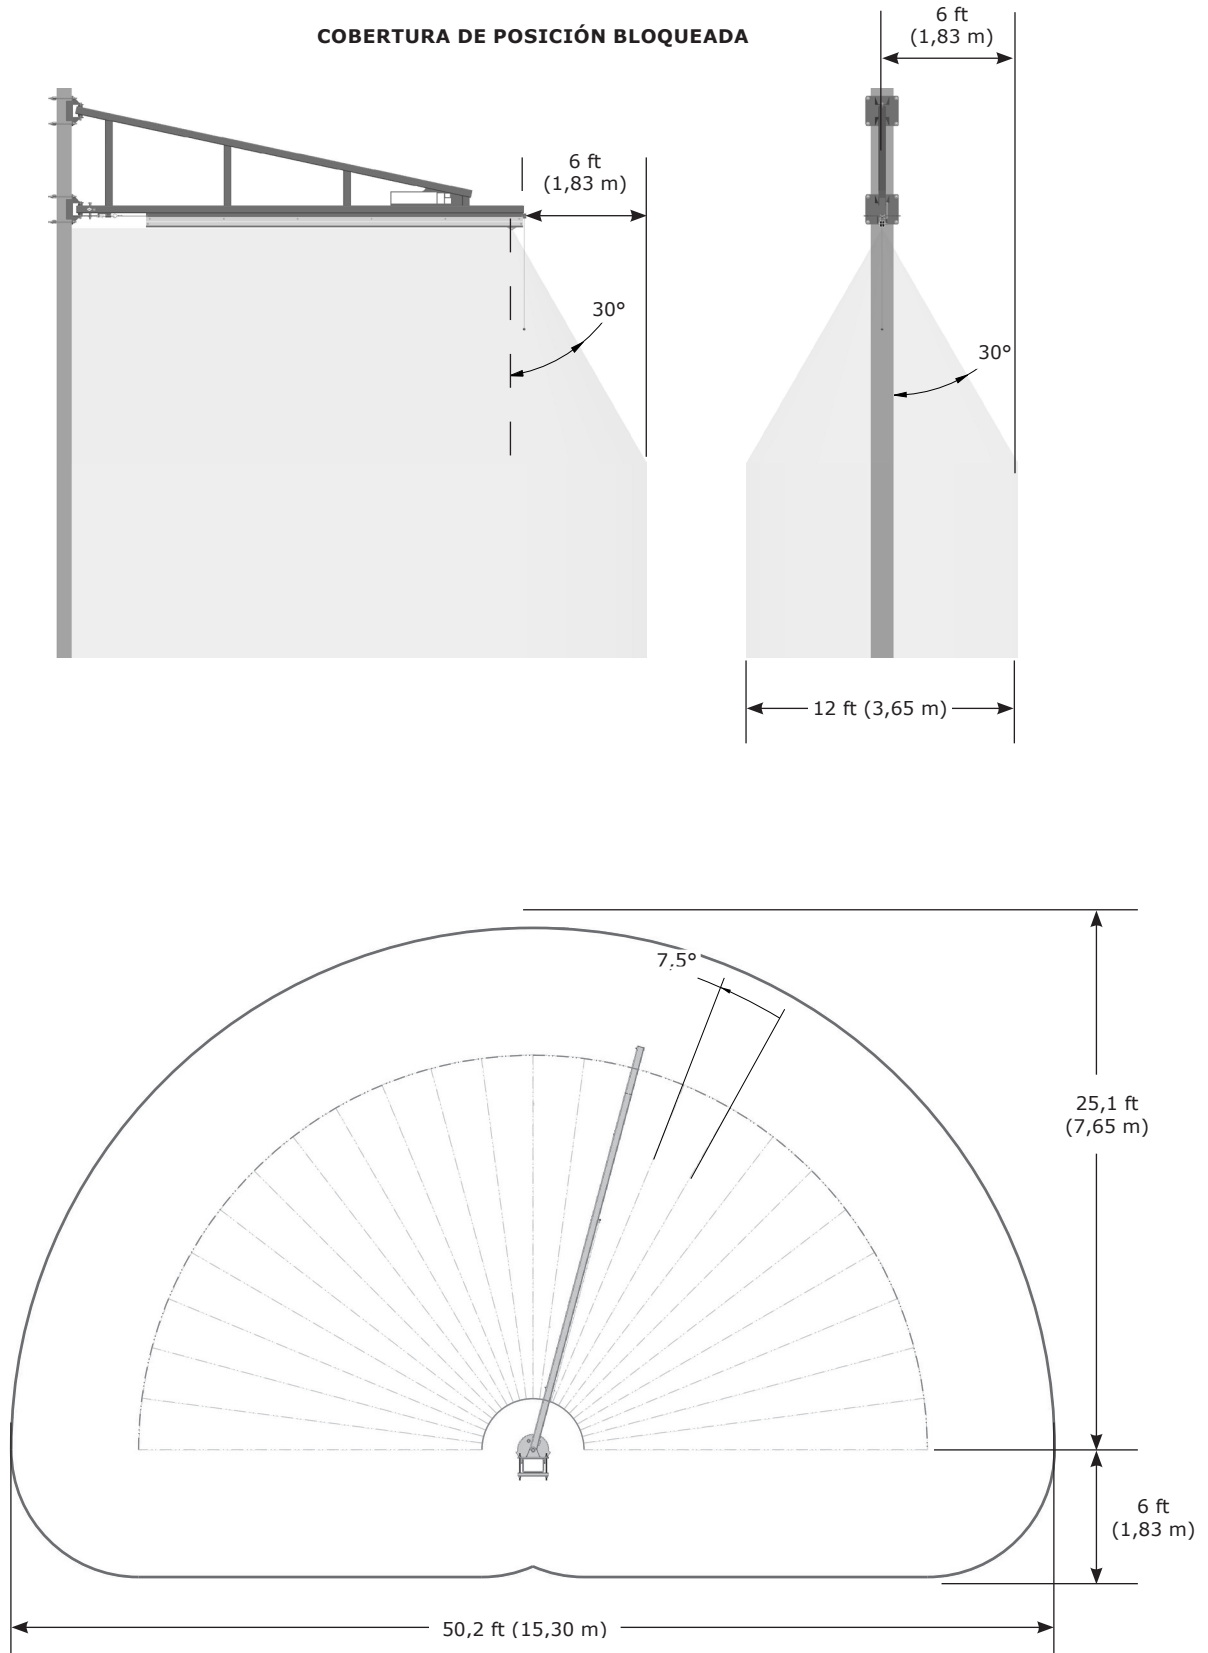 COBERTURA DE POSICIÓN BLOQUEADA
6 ft
(1,83 m)
6 ft
(1,83 m)
30°
30°
12 ft (3,65 m)
7,5°
25,1 ft
(7,65 m)
6 ft
(1,83 m)
50,2 ft (15,30 m)